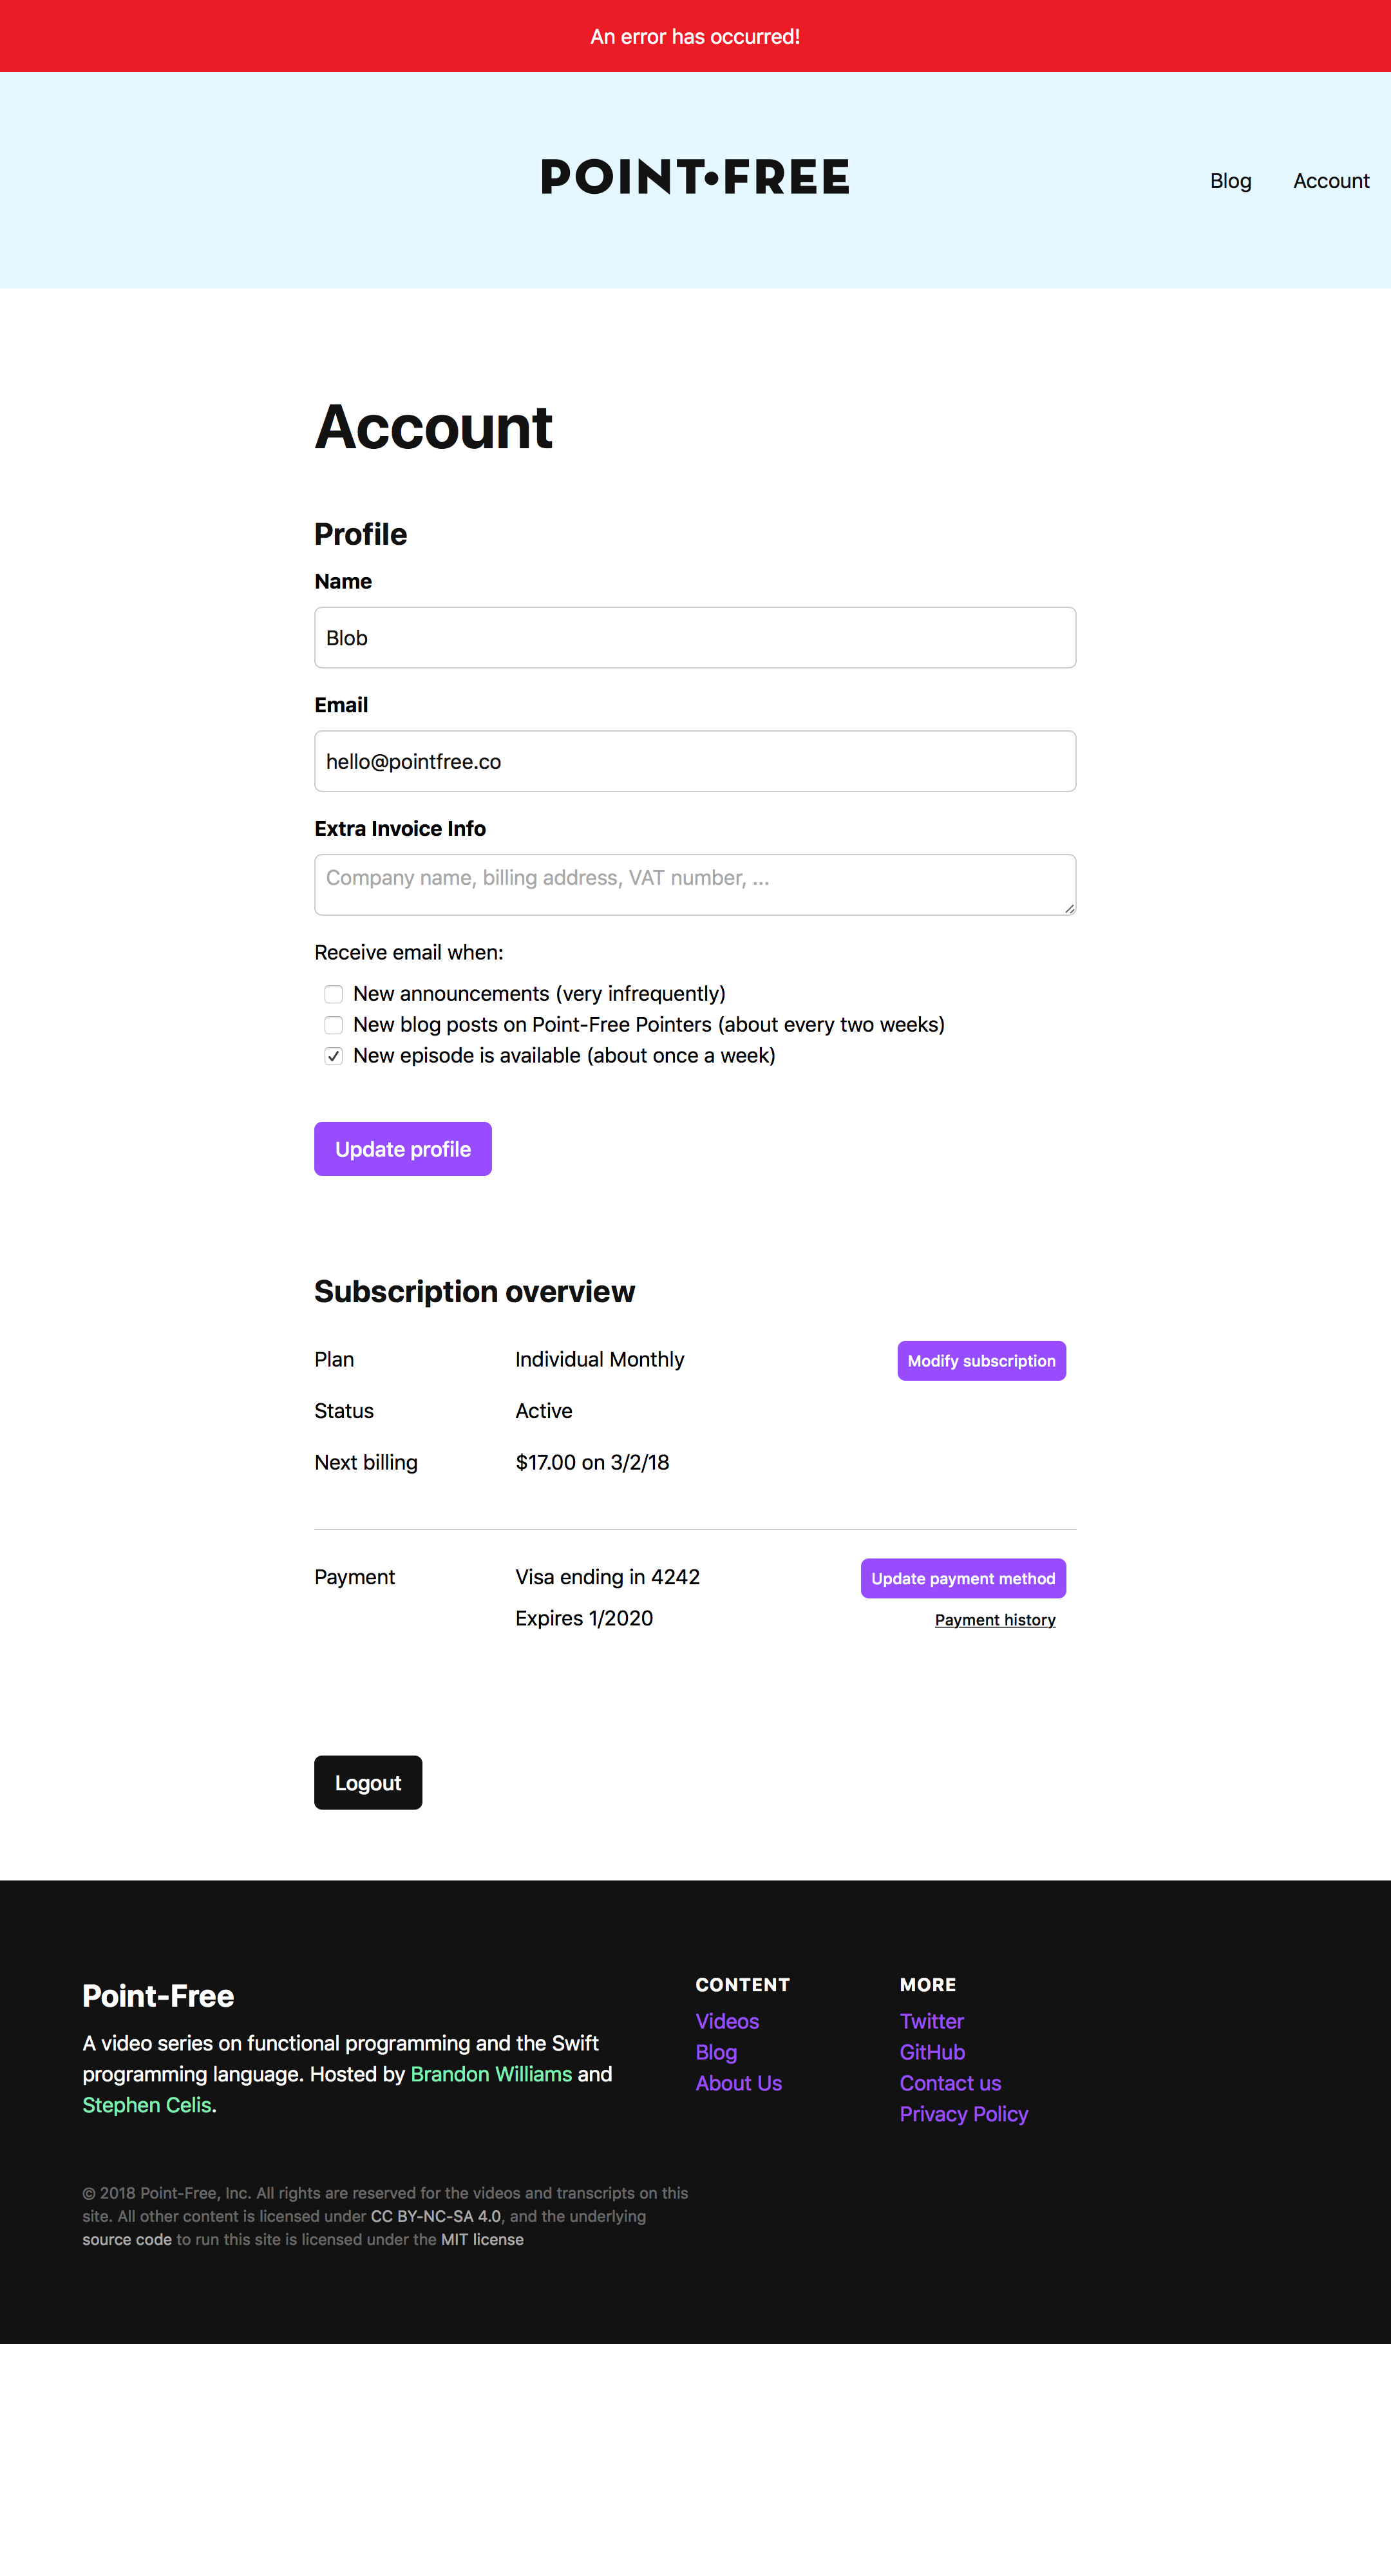 An error has occurred!
POINT•FREE
Blog
Account
Account
Profile
Name
Blob
Email
hello@pointfree.co
Extra Invoice Info
Company name, billing address, VAT number, ...
Receive email when:
New announcements (very infrequently)
New blog posts on Point-Free Pointers (about every two weeks)
New episode is available (about once a week)
Update profile
Subscription overview
Plan
Individual Monthly
Modify subscription
Status
Active
Next billing
$17.00 on 3/2/18
Payment
Visa ending in 4242
Update payment method
Expires 1/2020
Payment history
Logout
Point-Free
A video series on functional programming and the Swift
programming language. Hosted by Brandon Williams and
Stephen Celis.
CONTENT
Videos
Blog
About Us
MORE
Twitter
GitHub
Contact us
Privacy Policy
© 2018 Point-Free, Inc. All rights are reserved for the videos and transcripts on this
site. All other content is licensed under CC BY-NC-SA 4.0, and the underlying
source code to run this site is licensed under the MIT license